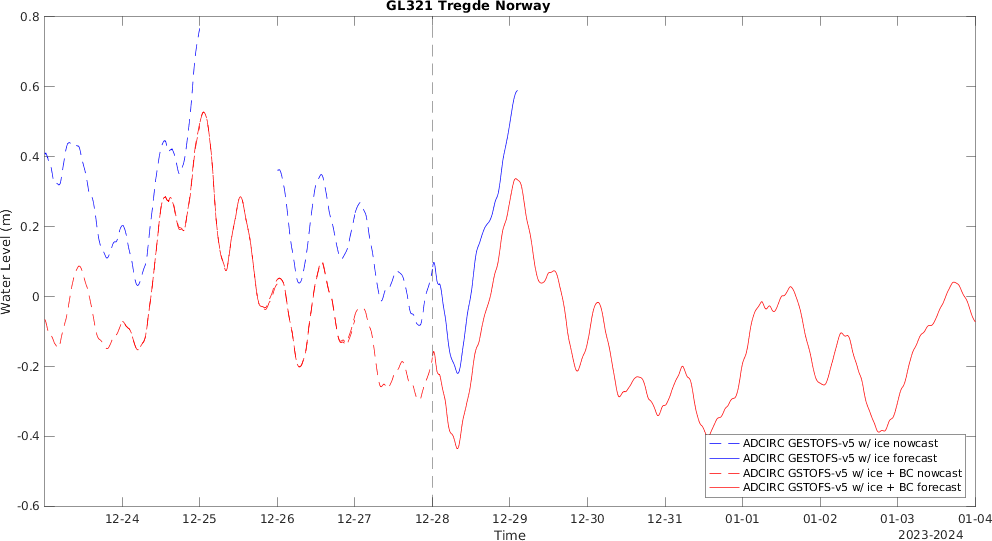 GL321 Tregde Norway
0.8
0.6
0.4
0.2
0
-0.2
-0.4
-0.6
Water Level (m)
ADCIRC GESTOFS-v5 w/ ice nowcast
ADCIRC GESTOFS-v5 w/ ice forecast
ADCIRC GSTOFS-v5 w/ ice + BC nowcast
ADCIRC GSTOFS-v5 w/ ice + BC forecast
12-24 12-25 12-26 12-27 12-28 12-29 12-30 12-31 01-01 01-02 01-03 01-04
Time
2023-2024